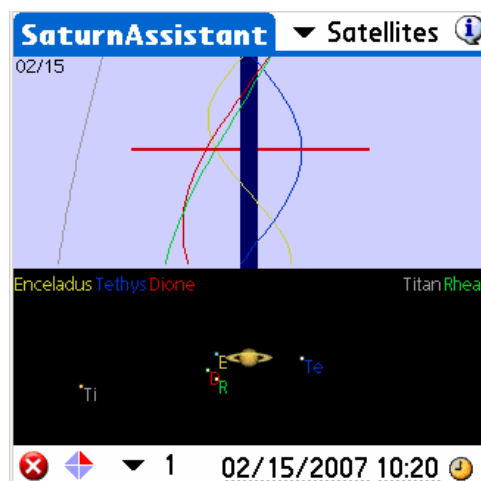 SaturnAssistant Satellites
02/15
Enceladus Tethys Dione Titan Rhea
E
Te
D
R
Ti
1 02/15/2007 10:20